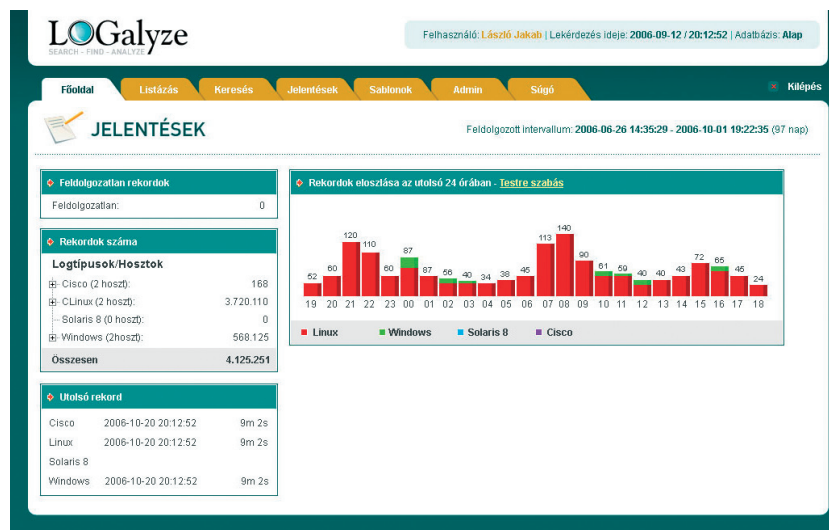 LOGalyze
SEARCH - FIND - ANALYZE
Felhasználó: László Jakab | Lekérdezés ideje: 2006-09-12 / 20:12:52 | Adatbázis: Alap
Főoldal Listázás Keresés Jelentések Sablonok Admin Súgó Kilépés
JELENTÉSEK
Feldolgozott intervallum: 2006-06-26 14:35:29 - 2006-10-01 19:22:35 (97 nap)
Feldolgozatlan rekordok
Feldolgozatlan: 0
Rekordok száma
Logtípusok/Hosztok
Cisco (2 hoszt): 168
CLinux (2 hoszt): 3.720.110
Solaris 8 (0 hoszt): 0
Windows (2hoszt): 568.125
Összesen 4.125.251
Utolsó rekord
Cisco 2006-10-20 20:12:52 9m 2s
Linux 2006-10-20 20:12:52 9m 2s
Solaris 8
Windows 2006-10-20 20:12:52 9m 2s
Rekordok eloszlása az utolsó 24 órában - Testre szabás
52 60 120 110 60 87 87 56 40 34 38 45 113 140 90 61 59 40 40 43 72 65 45 24
19 20 21 22 23 00 01 02 03 04 05 06 07 08 09 10 11 12 13 14 15 16 17 18
Linux Windows Solaris 8 Cisco